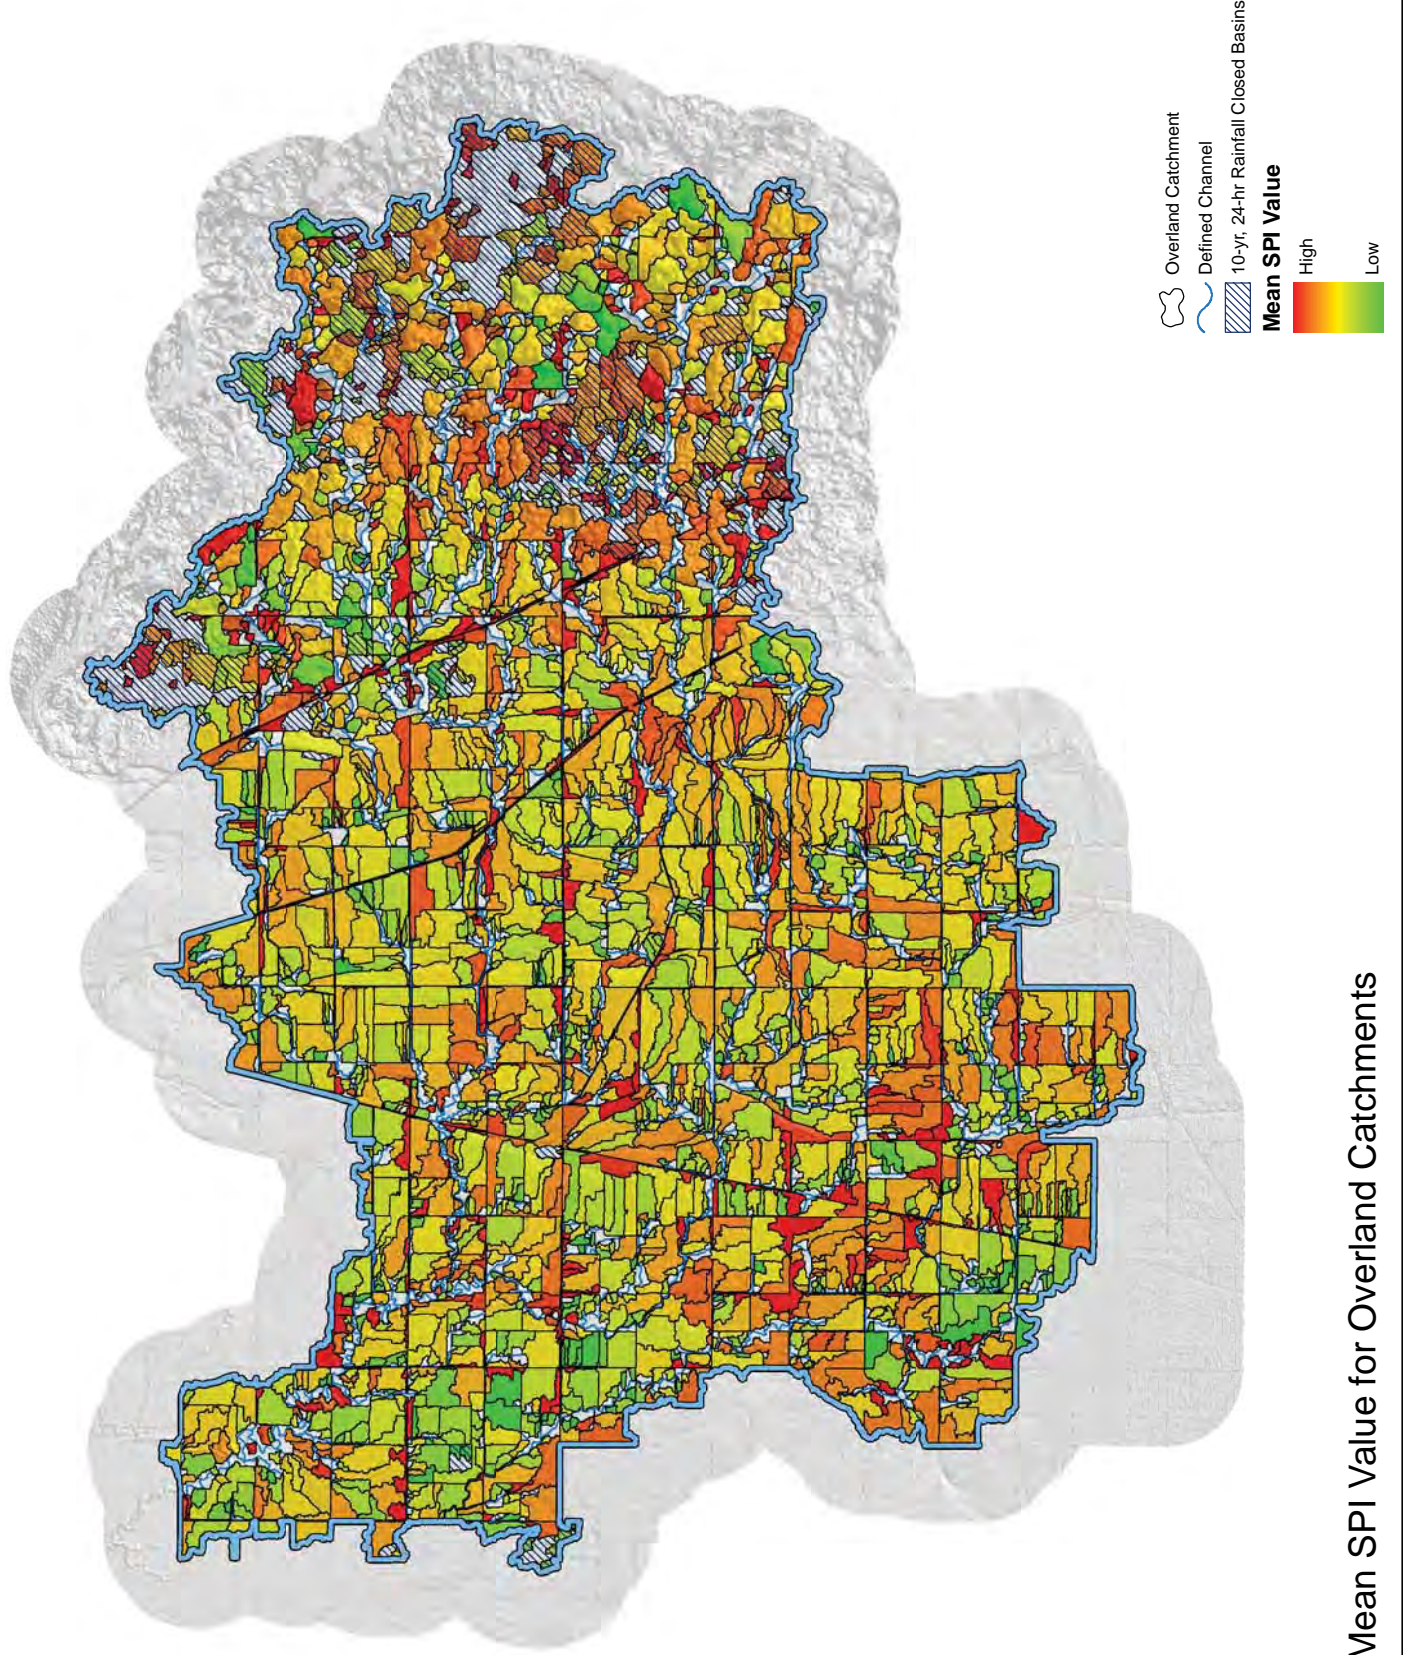 Overland Catchment
Defined Channel
10-yr, 24-hr Rainfall Closed Basins
Mean SPI Value
High
Low
Mean SPI Value for Overland Catchments